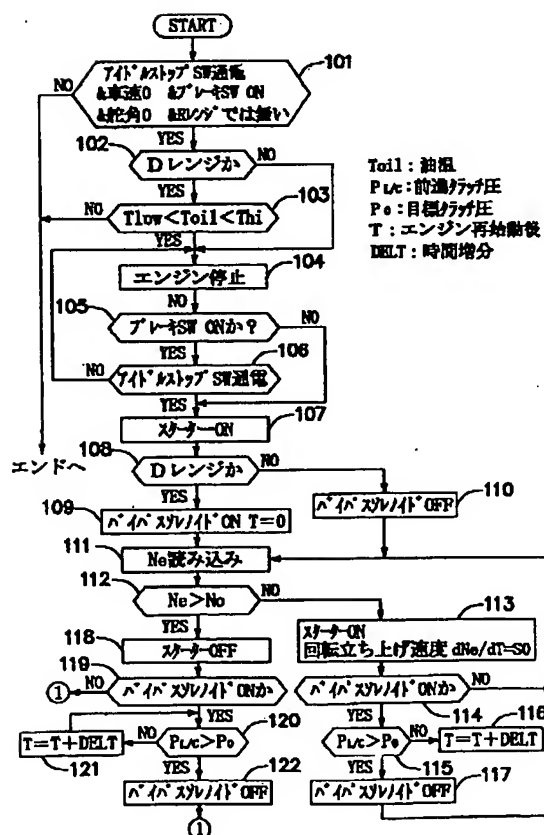 START
101
アイドルストップSW通電
&車速0 &ブレーキSW ON
&舵角0 &Rレンジでは無い
NO
YES
102
Dレンジか
NO
YES
103
Tlow<Toil<Thi
NO
YES
Toil:油温
PL/C:前進クラッチ圧
Po:目標クラッチ圧
T:エンジン再始動後
DELT:時間増分
104
エンジン停止
NO
105
ブレーキSW ONか?
NO
YES
106
アイドルストップSW通電
NO
YES
107
スターターON
108
Dレンジか
NO
YES
エンドへ
109
バイパスソレノイドON T=0
110
バイパスソレノイドOFF
111
Ne読み込み
112
Ne>No
NO
YES
113
スターターON
回転立ち上げ速度 dNe/dT=S0
118
スターターOFF
119
バイパスソレノイドONか
NO
①
YES
バイパスソレノイドONか
114
NO
YES
120
PL/C>Po
NO
YES
T=T+DELT
121
PL/C>Po
115
NO
YES
116
T=T+DELT
122
バイパスソレノイドOFF
117
バイパスソレノイドOFF
①